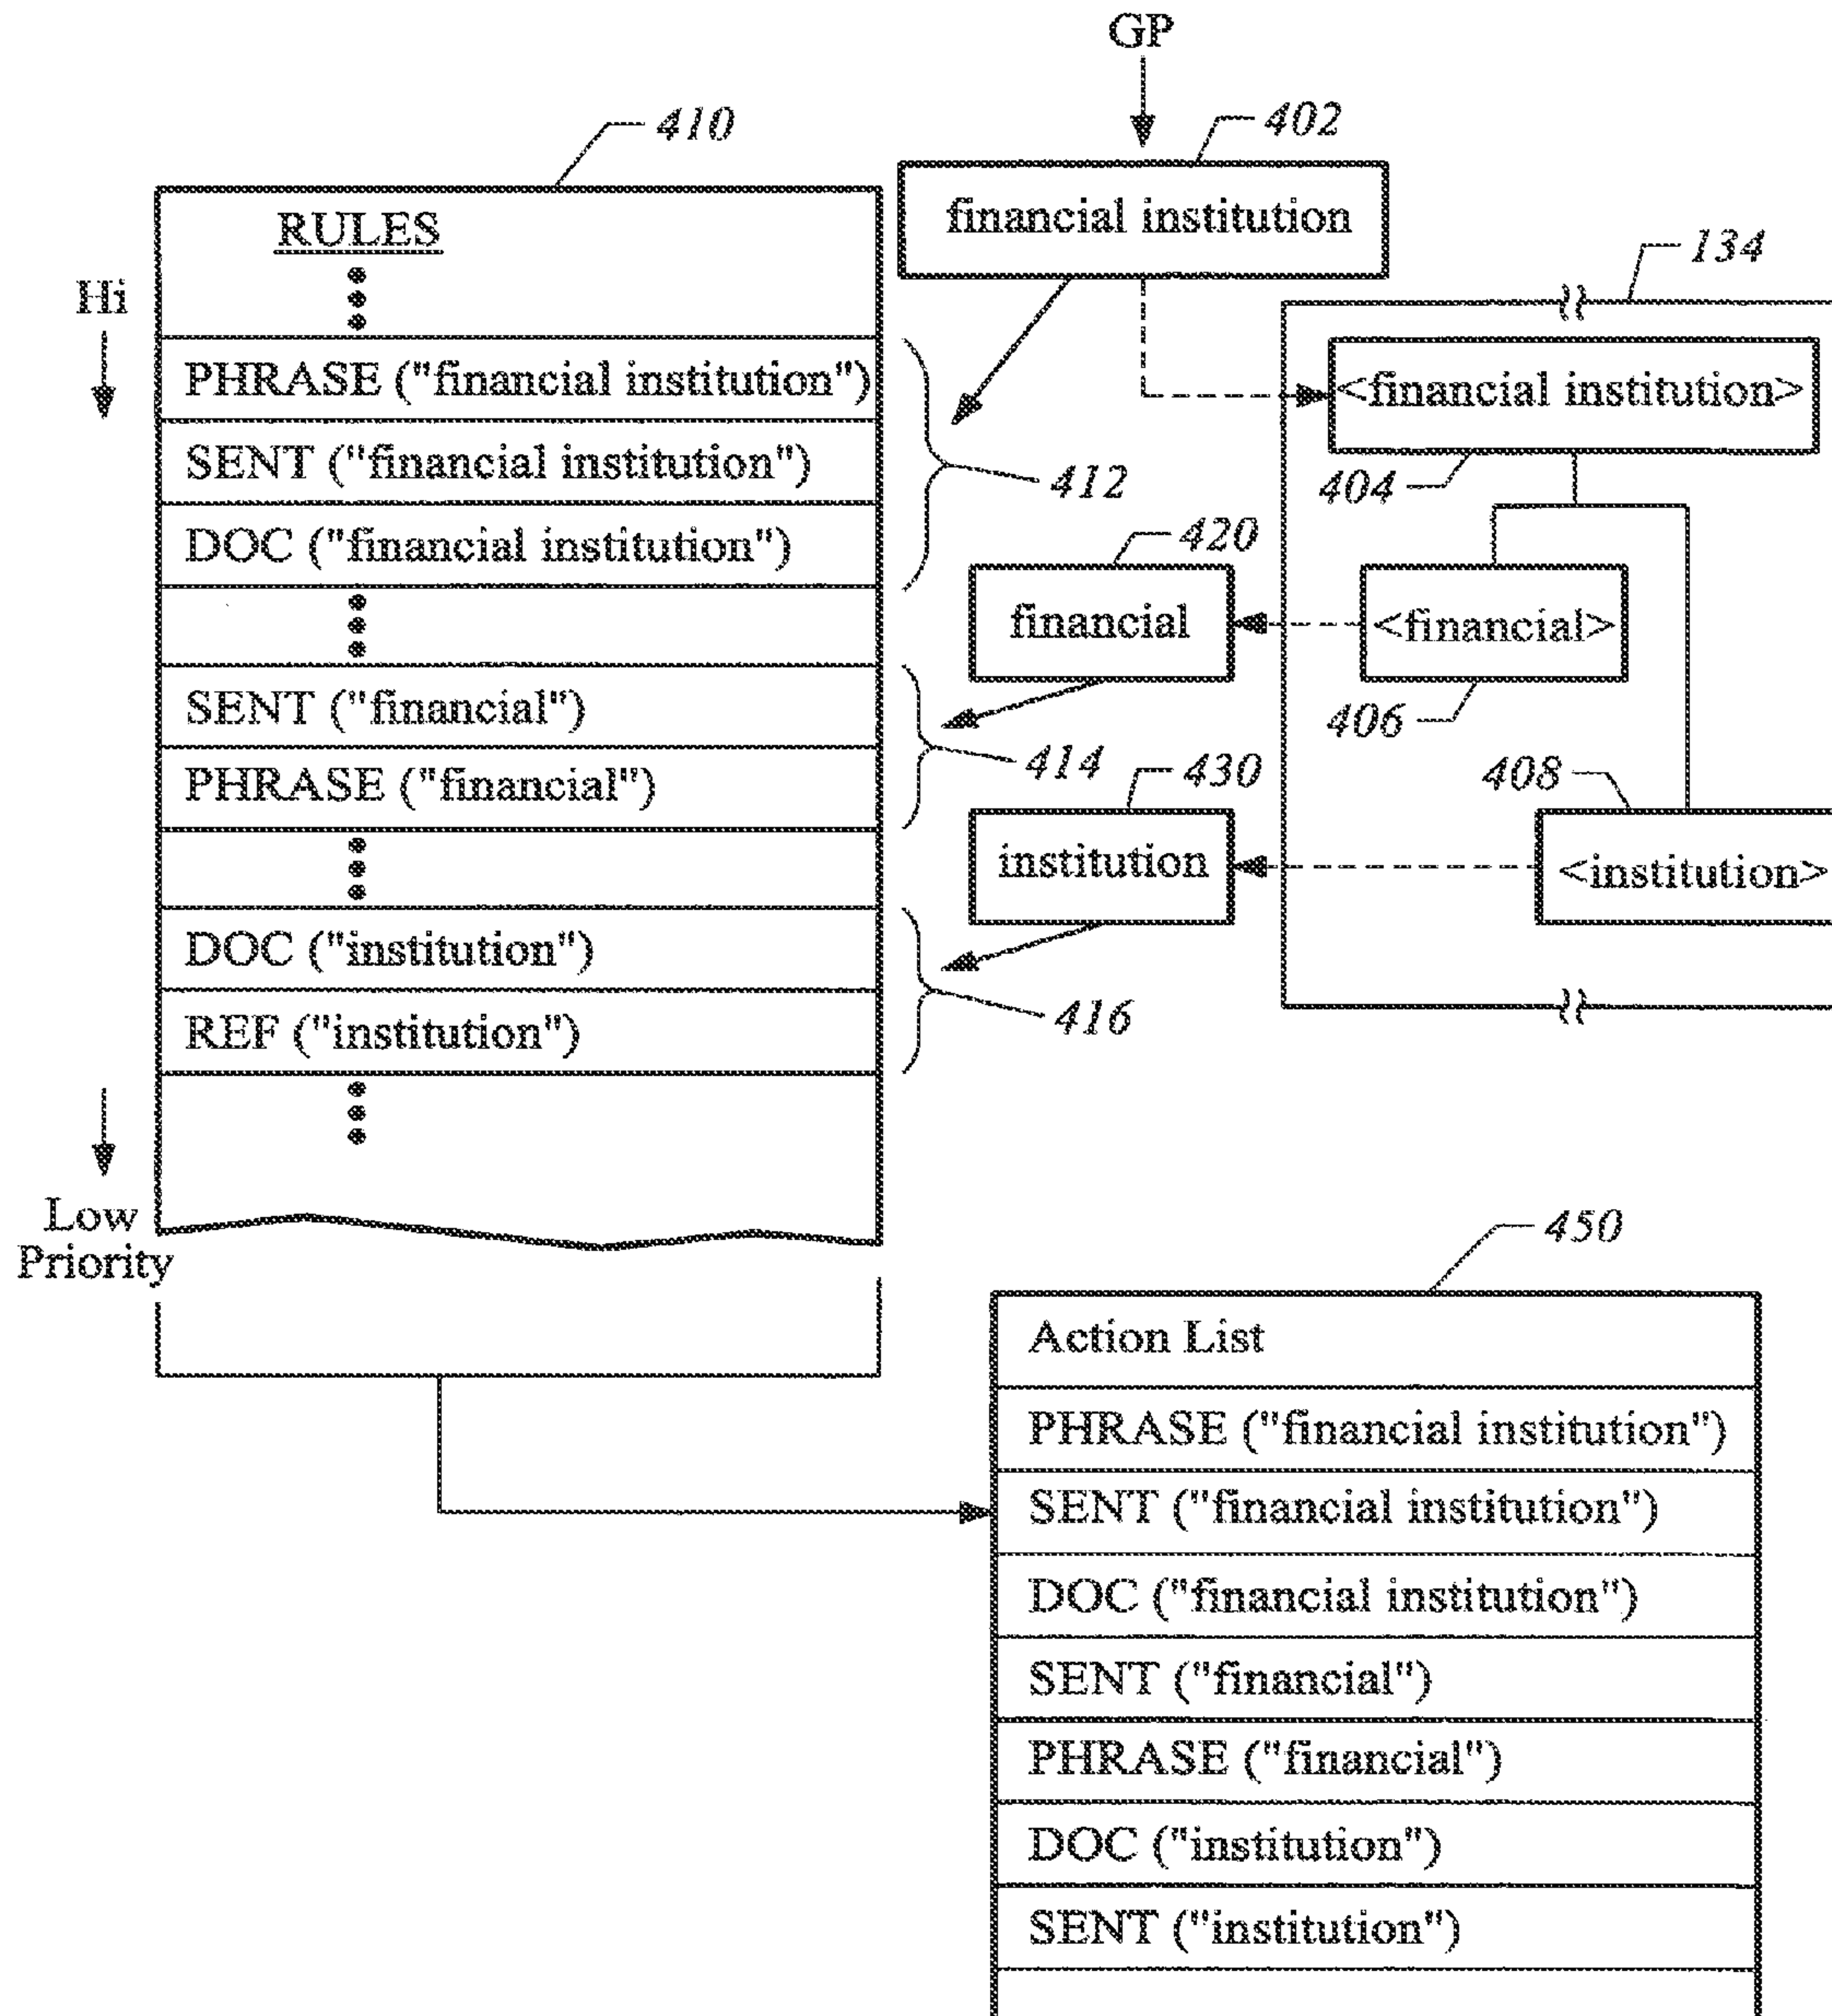 GP
410
402
RULES
financial institution
134
Hi
PHRASE ("financial institution")
<financial institution>
SENT ("financial institution")
412
404
DOC ("financial institution")
420
financial
<financial>
SENT ("financial")
406
PHRASE ("financial")
414
430
408
institution
<institution>
DOC ("institution")
REF ("institution")
416
Low
Priority
450
Action List
PHRASE ("financial institution")
SENT ("financial institution")
DOC ("financial institution")
SENT ("financial")
PHRASE ("financial")
DOC ("institution")
SENT ("institution")